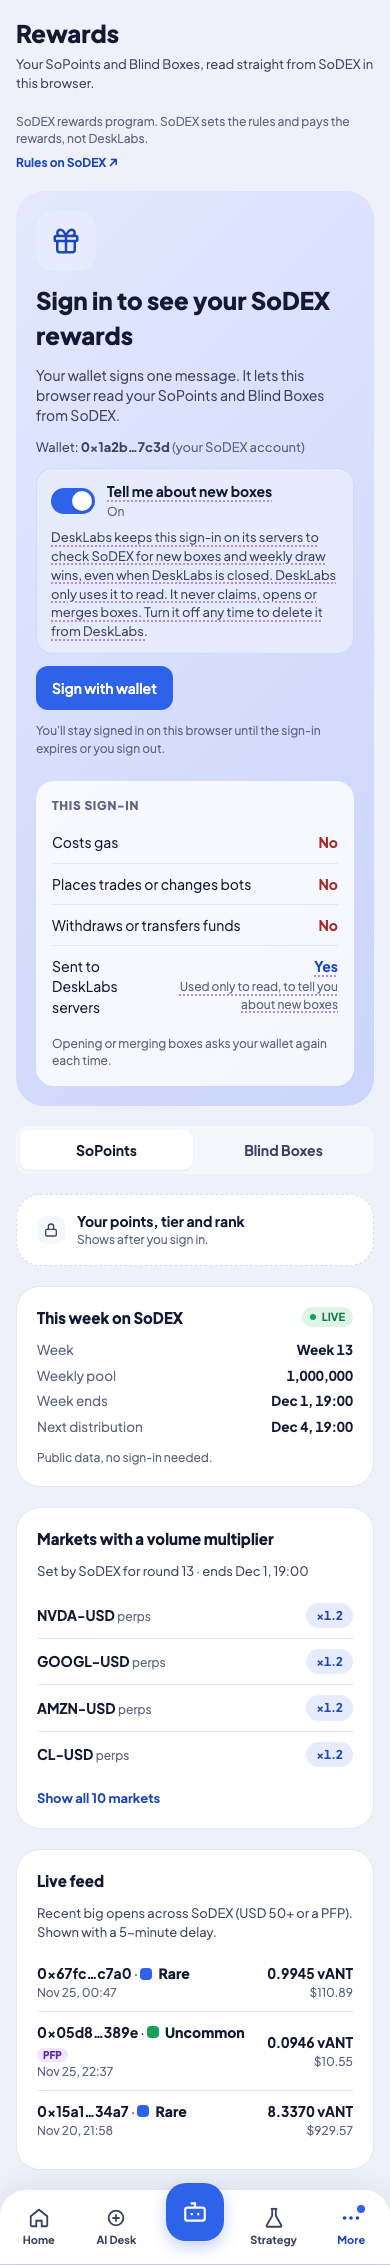 Rewards
Your SoPoints and Blind Boxes, read straight from SoDEX in
this browser.
SoDEX rewards program. SoDEX sets the rules and pays the
rewards, not DeskLabs.
Rules on SoDEX ↗
Sign in to see your SoDEX
rewards
Your wallet signs one message. It lets this
browser read your SoPoints and Blind Boxes
from SoDEX.
Wallet: 0×1a2b…7c3d (your SoDEX account)
Tell me about new boxes
On
DeskLabs keeps this sign-in on its servers to
check SoDEX for new boxes and weekly draw
wins, even when DeskLabs is closed. DeskLabs
only uses it to read. It never claims, opens or
merges boxes. Turn it off any time to delete it
from DeskLabs.
Sign with wallet
You'll stay signed in on this browser until the sign-in
expires or you sign out.
THIS SIGN-IN
Costs gas No
Places trades or changes bots No
Withdraws or transfers funds No
Sent to Yes
DeskLabs Used only to read, to tell you
servers about new boxes
Opening or merging boxes asks your wallet again
each time.
SoPoints Blind Boxes
Your points, tier and rank
Shows after you sign in.
This week on SoDEX LIVE
Week Week 13
Weekly pool 1,000,000
Week ends Dec 1, 19:00
Next distribution Dec 4, 19:00
Public data, no sign-in needed.
Markets with a volume multiplier
Set by SoDEX for round 13 · ends Dec 1, 19:00
NVDA-USD perps ×1.2
GOOGL-USD perps ×1.2
AMZN-USD perps ×1.2
CL-USD perps ×1.2
Show all 10 markets
Live feed
Recent big opens across SoDEX (USD 50+ or a PFP).
Shown with a 5-minute delay.
0×67fc…c7a0 · Rare 0.9945 vANT
Nov 25, 00:47 $110.89
0×05d8…389e · Uncommon 0.0946 vANT
PFP $10.55
Nov 25, 22:37
0×15a1…34a7 · Rare 8.3370 vANT
Nov 20, 21:58 $929.57
Home AI Desk Strategy More